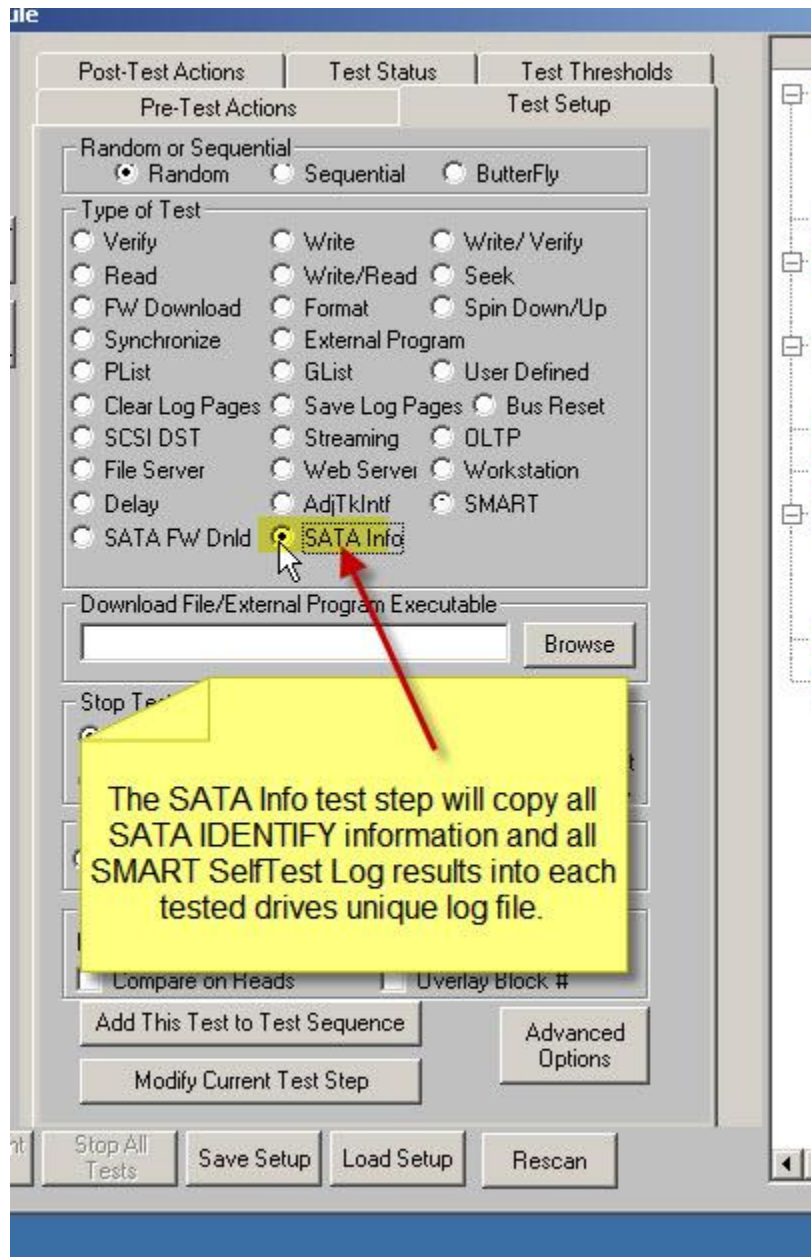 Post-Test Actions Test Status Test Thresholds
Pre-Test Actions Test Setup
Random or Sequential
Random Sequential ButterFly
Type of Test
Verify Write Write/ Verify
Read Write/Read Seek
FW Download Format Spin Down/Up
Synchronize External Program
PList GList User Defined
Clear Log Pages Save Log Pages Bus Reset
SCSI DST Streaming OLTP
File Server Web Server Workstation
Delay AdjTkIntf SMART
SATA FW Dnld SATA Info
Download File/External Program Executable
Browse
Stop
The SATA Info test step will copy all
SATA IDENTIFY information and all
SMART SelfTest Log results into each
tested drives unique log file.
Compare on Reads Overlay Block #
Add This Test to Test Sequence
Advanced
Options
Modify Current Test Step
Stop All
Tests
Save Setup Load Setup Rescan